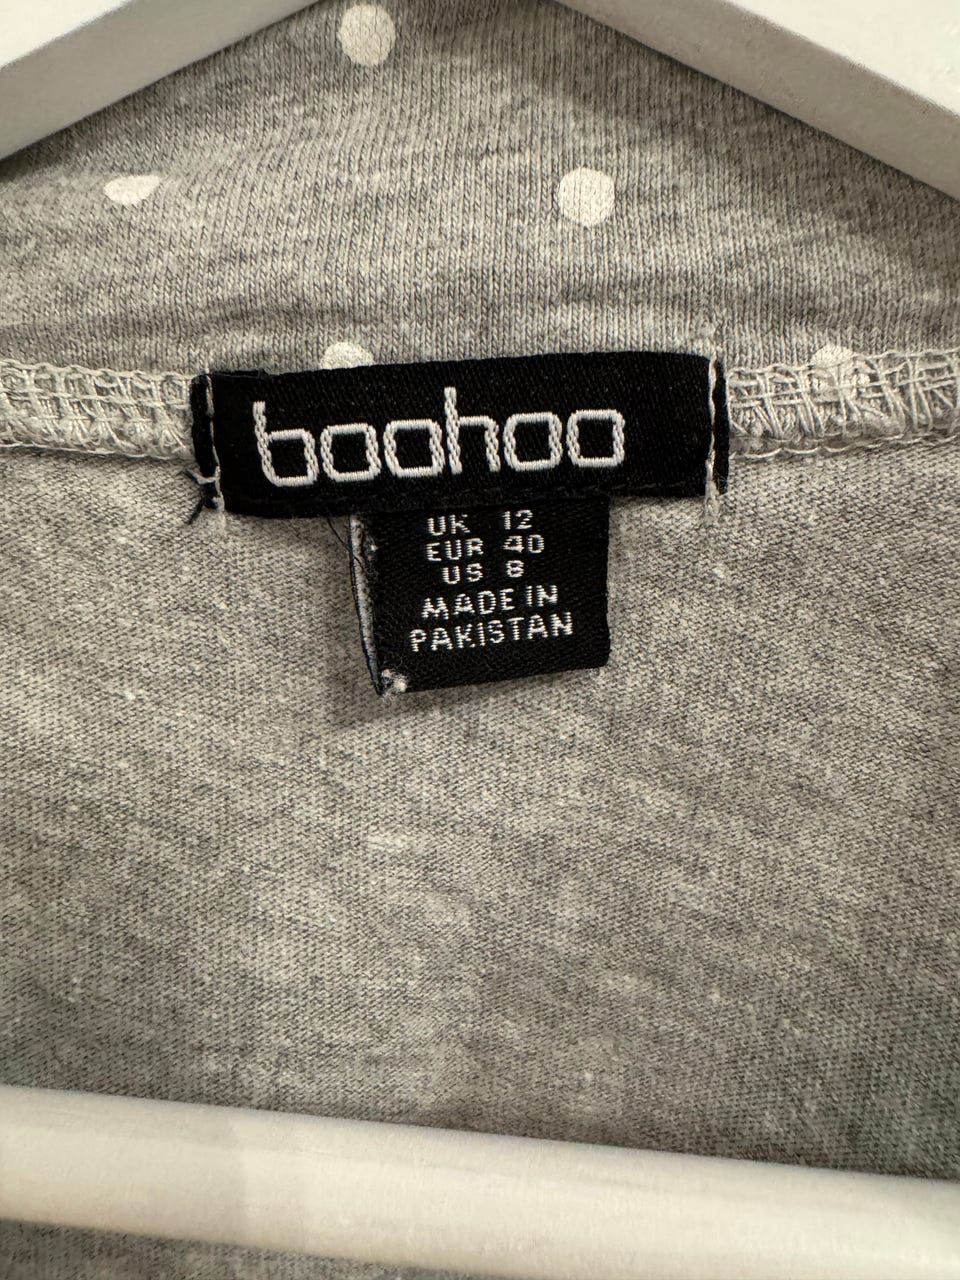 boohoo
UK 12
EUR 40
US 8
MADE IN
PAKISTAN